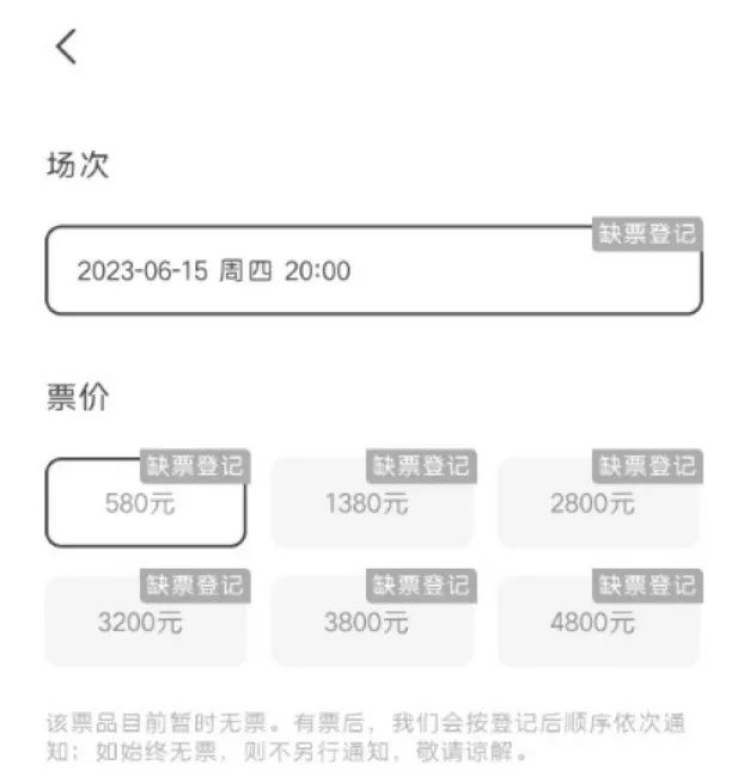 场次
缺票登记
2023-06-15 周四 20:00
票价
缺票登记 缺票登记 缺票登记
580元 1380元 2800元
缺票登记 缺票登记 缺票登记
3200元 3800元 4800元
该票品目前暂时无票。有票后，我们会按登记后顺序依次通
知；如始终无票，则不另行通知，敬请谅解。